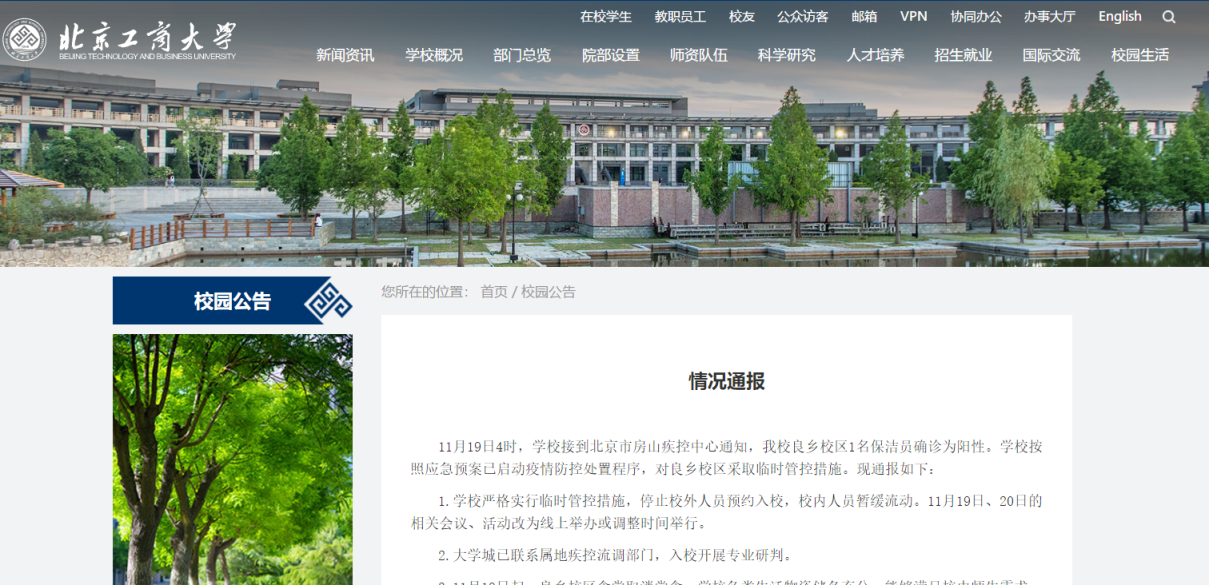 在校学生 教职员工 校友 公众访客 邮箱 VPN 协同办公 办事大厅 English
北京工商大学
BEIJING TECHNOLOGY AND BUSINESS UNIVERSITY
新闻资讯 学校概况 部门总览 院部设置 师资队伍 科学研究 人才培养 招生就业 国际交流 校园生活
校园公告
您所在的位置： 首页 / 校园公告
情况通报
11月19日4时，学校接到北京市房山疾控中心通知，我校良乡校区1名保洁员确诊为阳性。学校按
照应急预案已启动疫情防控处置程序，对良乡校区采取临时管控措施。现通报如下：
1.学校严格实行临时管控措施，停止校外人员预约入校，校内人员暂缓流动。11月19日、20日的
相关会议、活动改为线上举办或调整时间举行。
2.大学城已联系属地疾控流调部门，入校开展专业研判。